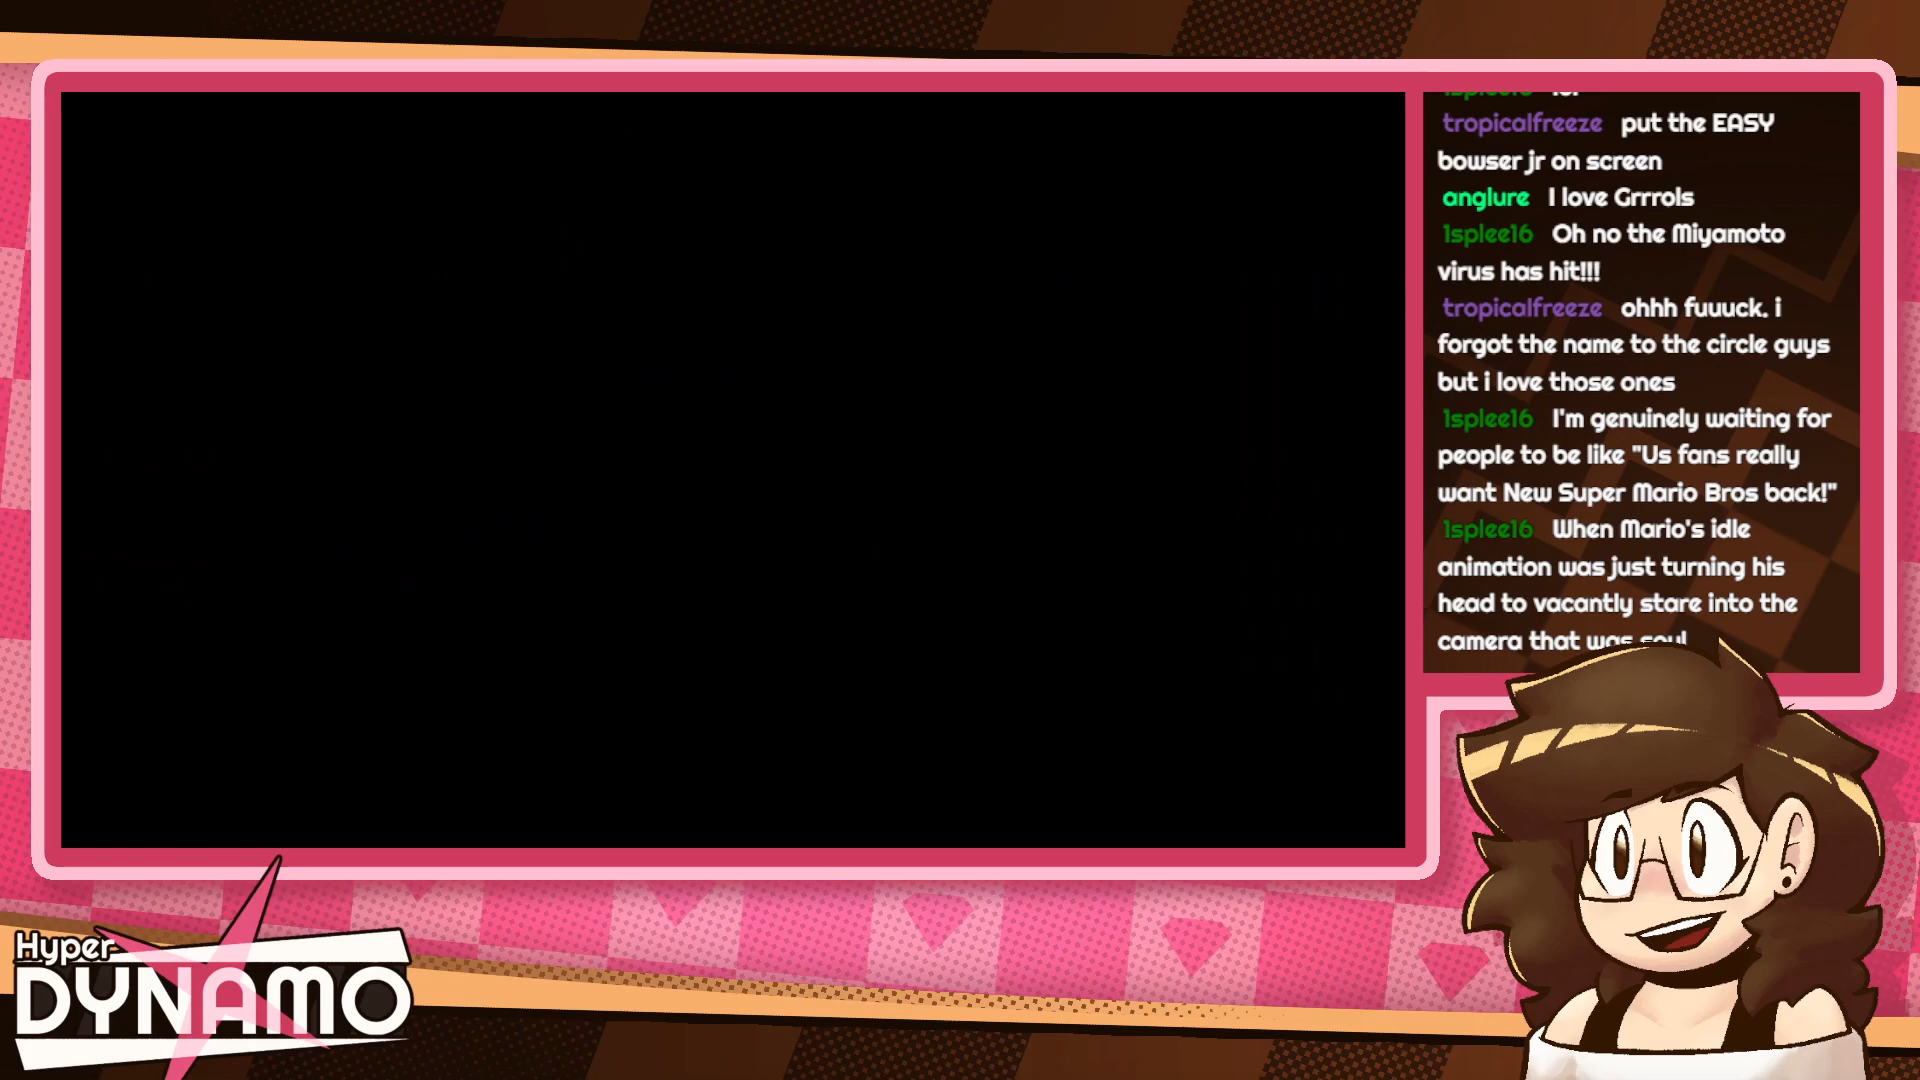 tropicalfreeze put the EASY
bowser jr on screen
anglure I love Grrrols
1splee16 Oh no the Miyamoto
virus has hit!!!
tropicalfreeze ohhh fuuuck. i
forgot the name to the circle guys
but i love those ones
1splee16 I'm genuinely waiting for
people to be like "Us fans really
want New Super Mario Bros back!"
1splee16 When Mario's idle
animation was just turning his
head to vacantly stare into the
camera that was soul
Hyper
DYNAMO